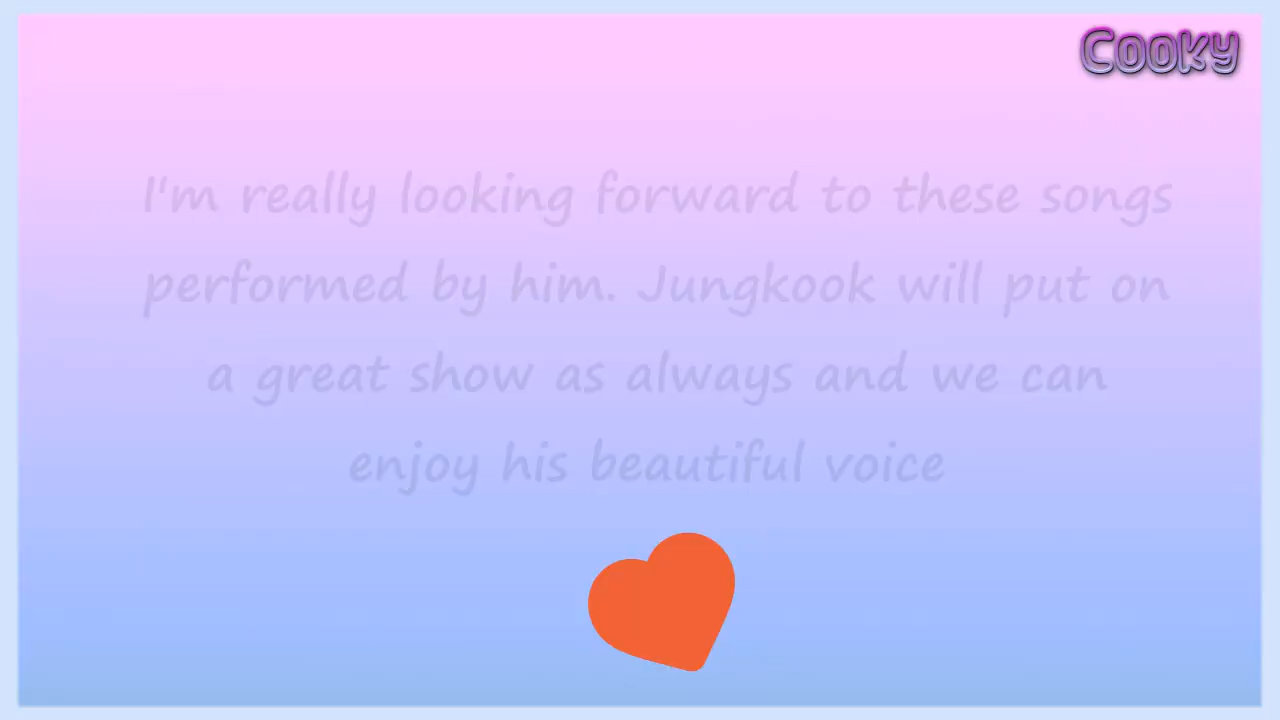 Cooky
I'm really looking forward to these songs
performed by him. Jungkook will put on
a great show as always and we can
enjoy his beautiful voice